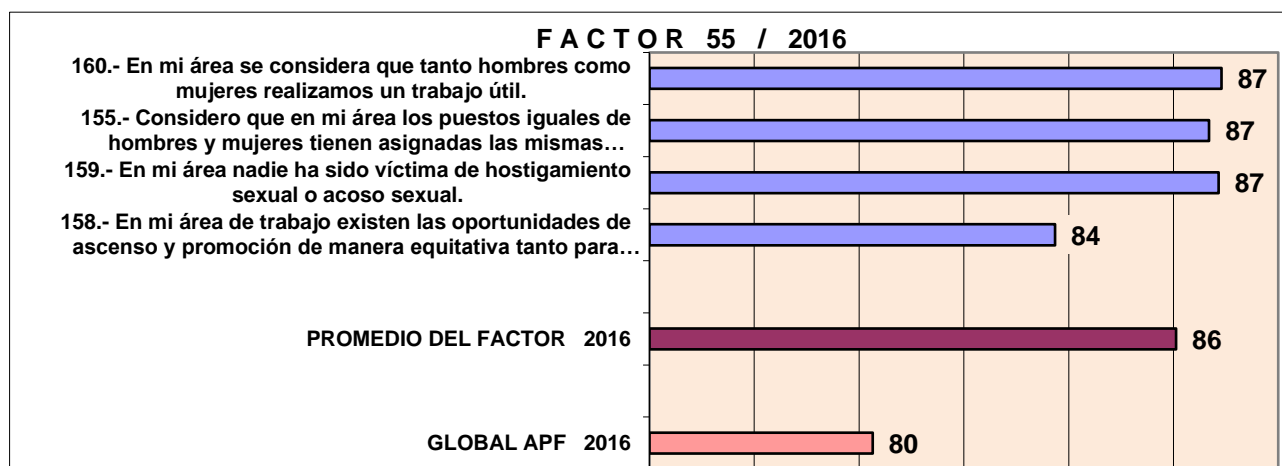 F A C T O R 55 / 2016
160.- En mi área se considera que tanto hombres como
mujeres realizamos un trabajo útil.
87
155.- Considero que en mi área los puestos iguales de
hombres y mujeres tienen asignadas las mismas…
87
159.- En mi área nadie ha sido víctima de hostigamiento
sexual o acoso sexual.
87
158.- En mi área de trabajo existen las oportunidades de
ascenso y promoción de manera equitativa tanto para…
84
PROMEDIO DEL FACTOR 2016
86
GLOBAL APF 2016
80